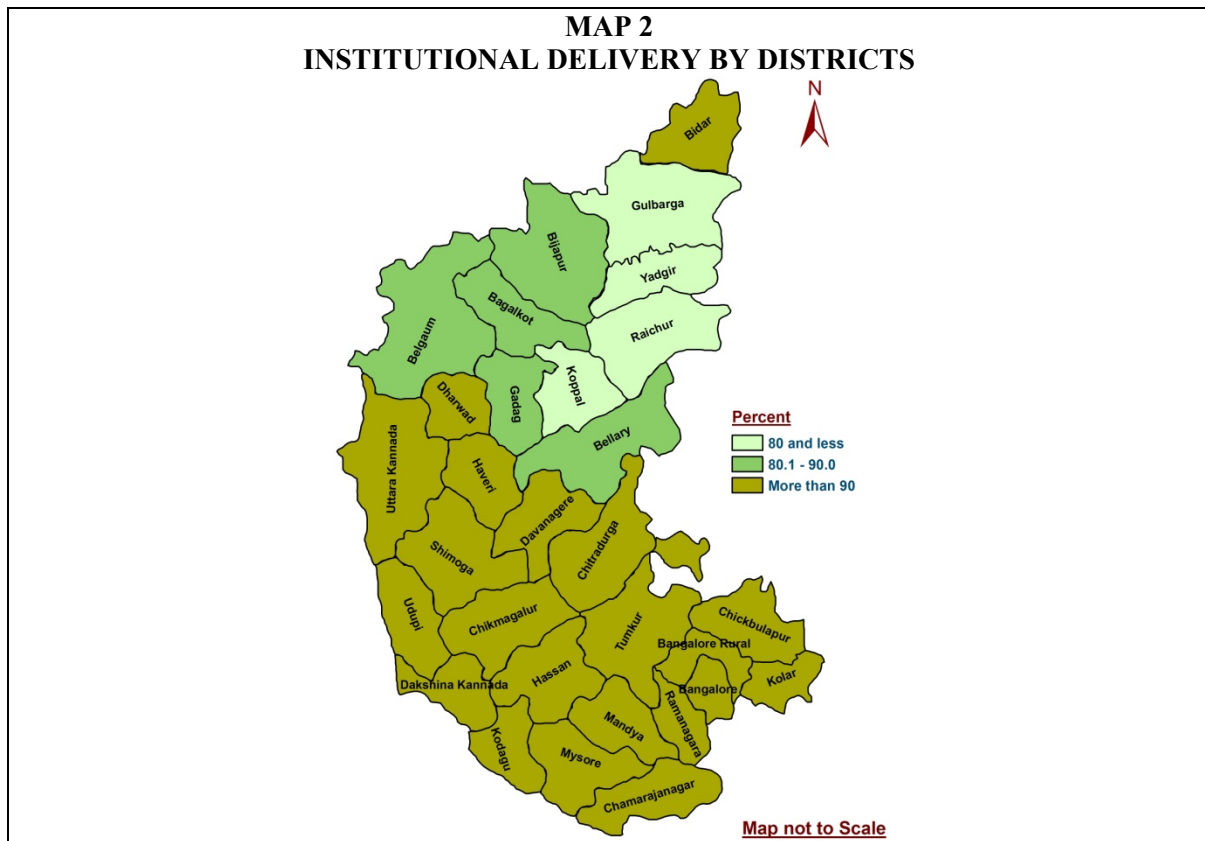 MAP 2
INSTITUTIONAL DELIVERY BY DISTRICTS
N
Bidar
Gulbarga
Bijapur
Yadgir
Bagalkot
Raichur
Belgaum
Koppal
Dharwad
Gadag
Bellary
Percent
80 and less
80.1 - 90.0
More than 90
Uttara Kannada
Haveri
Davanagere
Chitradurga
Shimoga
Udupi
Chikmagalur
Tumkur
Chickbulapur
Bangalore Rural
Hassan
Dakshina Kannada
Bangalore
Kolar
Ramanagara
Mandya
Kodagu
Mysore
Chamarajanagar
Map not to Scale